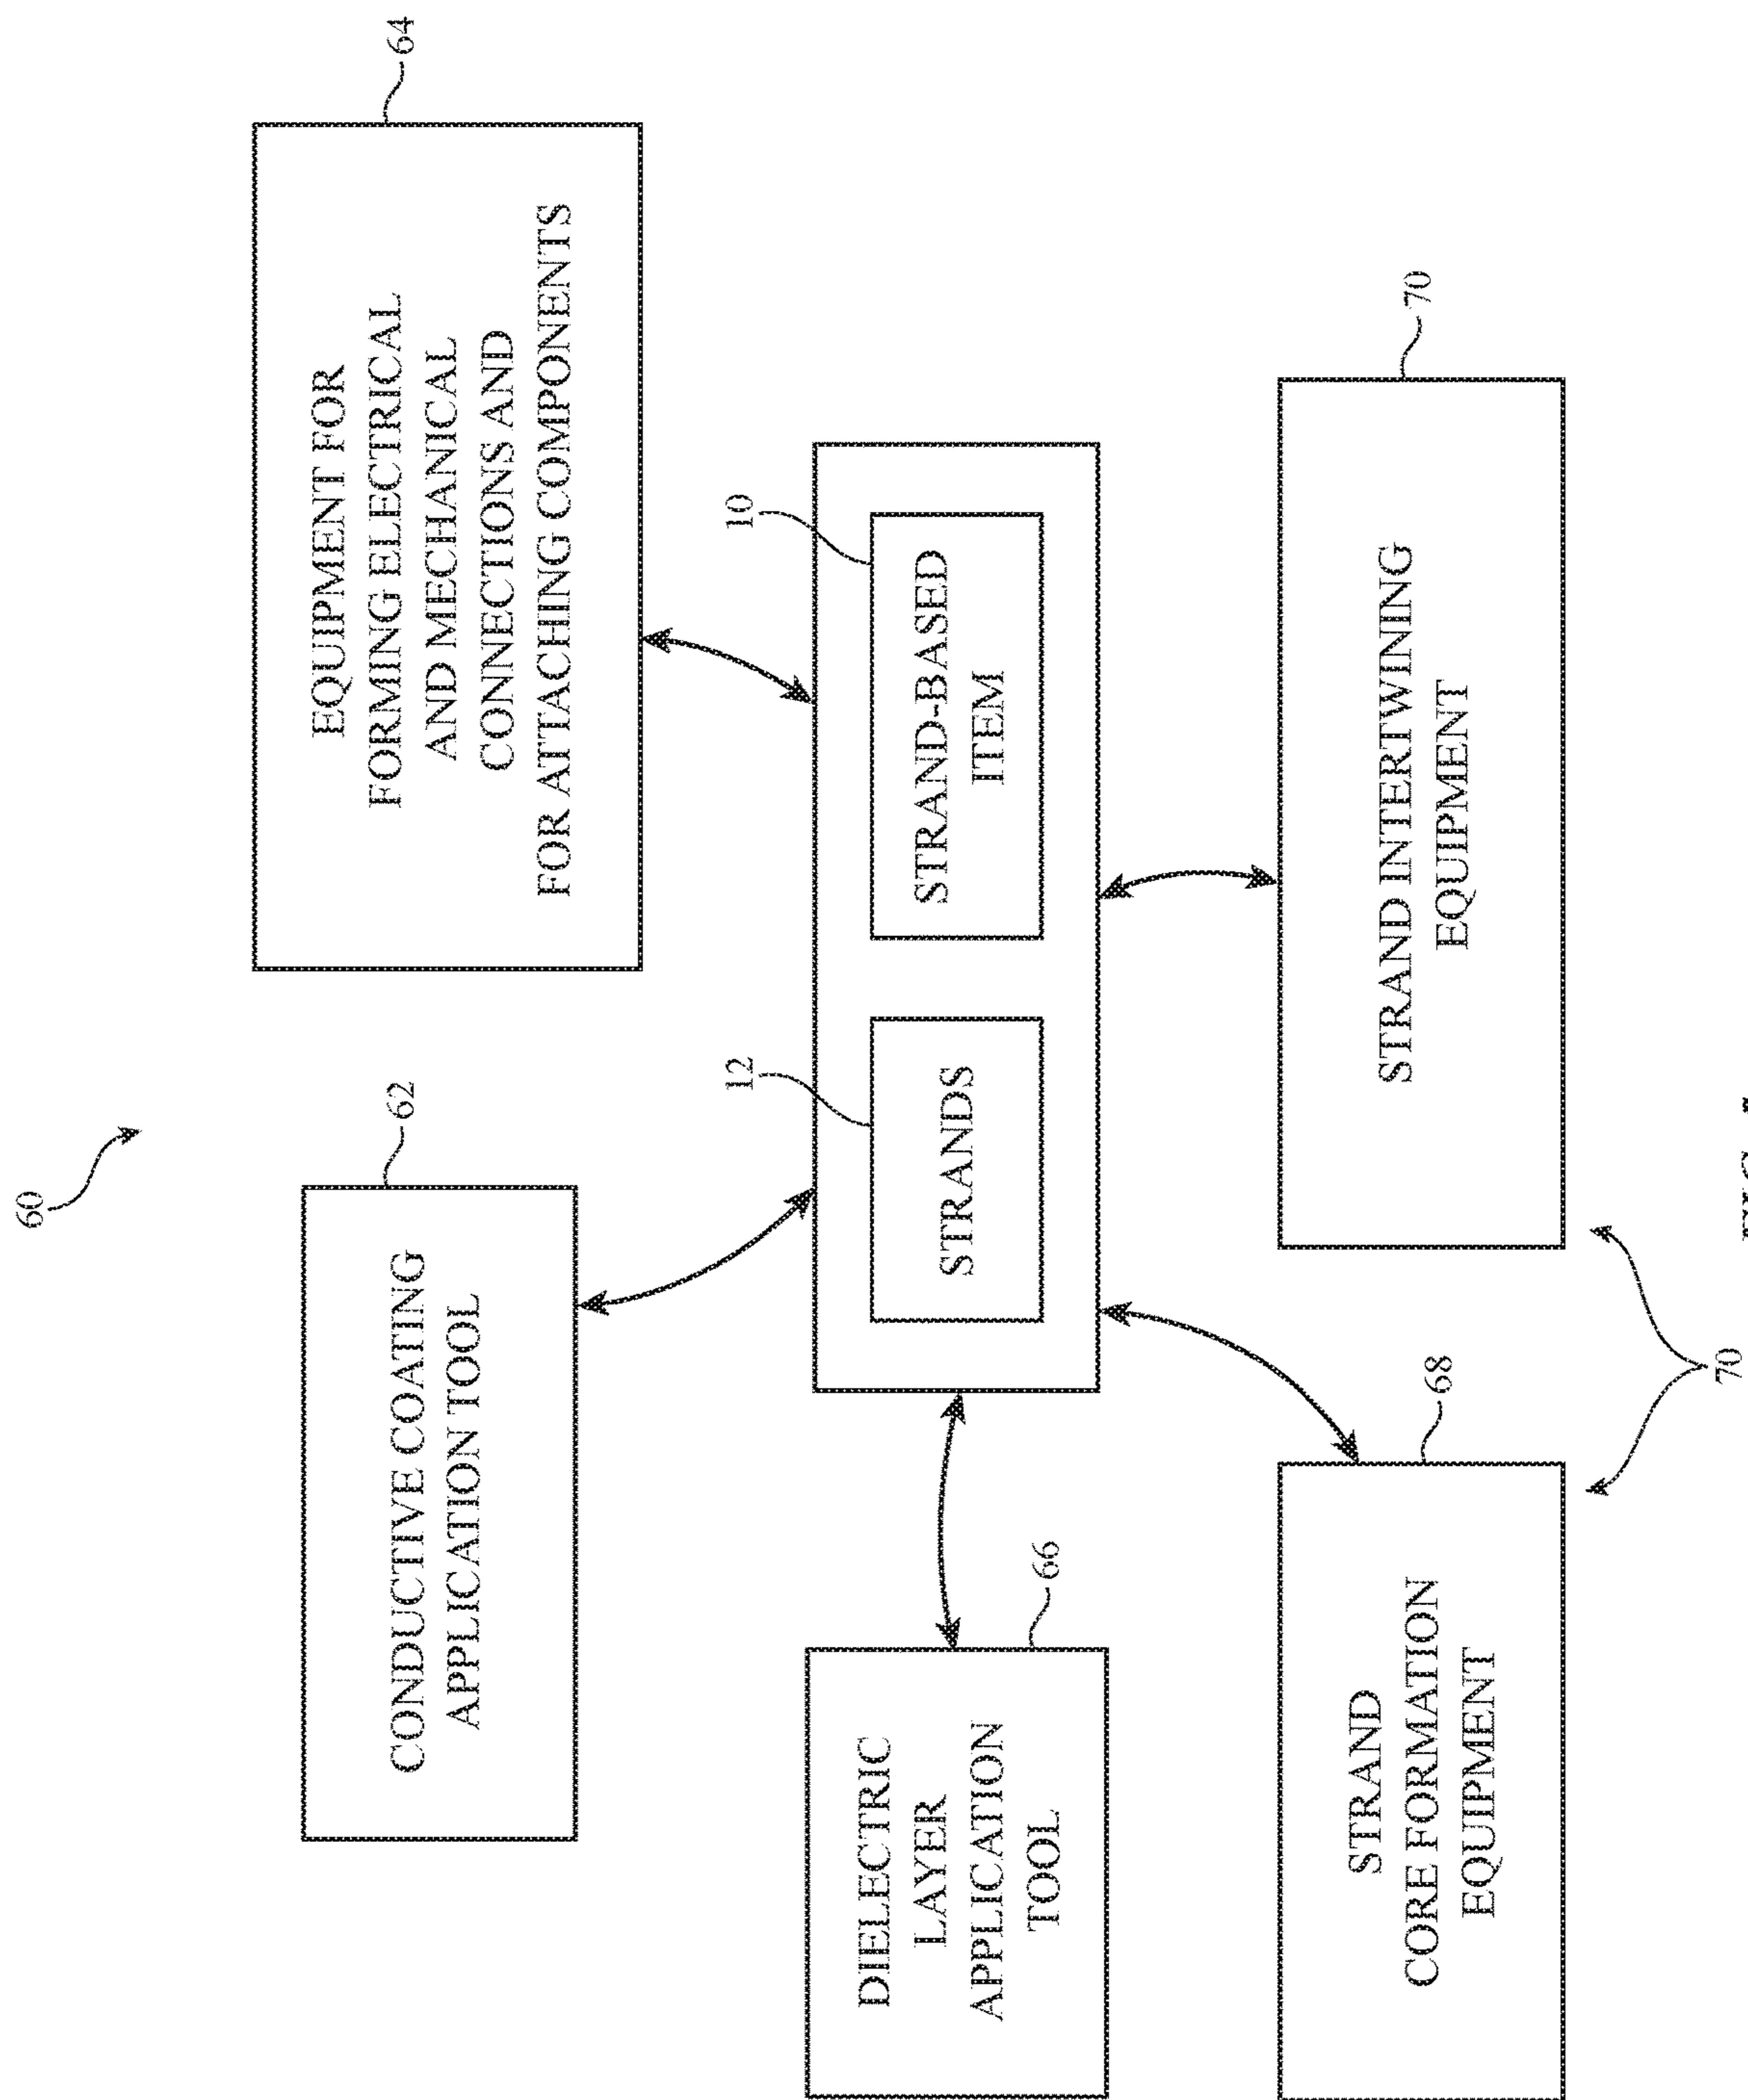 60
62
CONDUCTIVE COATING
APPLICATION TOOL
64
EQUIPMENT FOR
FORMING ELECTRICAL
AND MECHANICAL
CONNECTIONS AND
FOR ATTACHING COMPONENTS
66
DIELECTRIC
LAYER
APPLICATION
TOOL
12
STRANDS
10
STRAND-BASED
ITEM
68
STRAND
CORE FORMATION
EQUIPMENT
70
STRAND INTERTWINING
EQUIPMENT
70